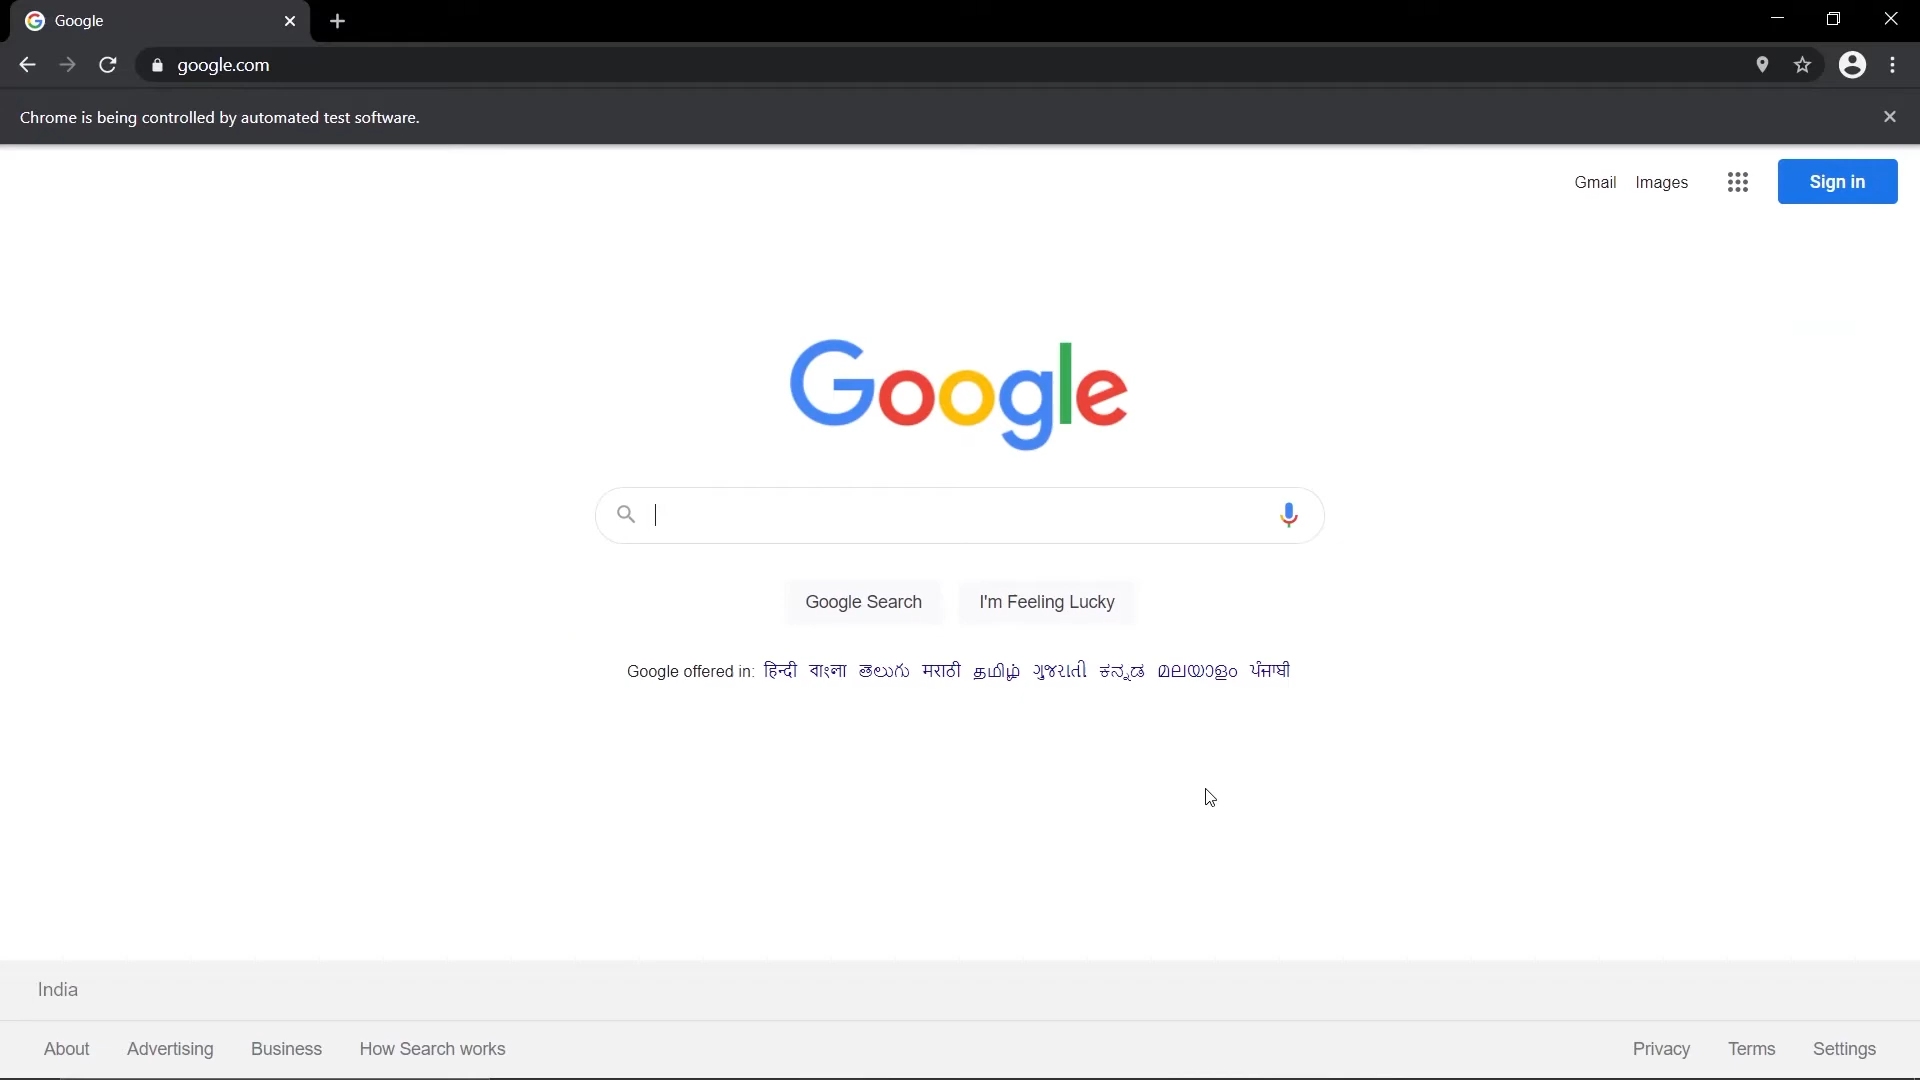 Google
google.com
Chrome is being controlled by automated test software.
Gmail Images Sign in
Google
Google Search I'm Feeling Lucky
Google offered in: हिन्दी বাংলা తెలుగు मराठी தமிழ் ગુજરાતી ಕನ್ನಡ മലയാളം ਪੰਜਾਬੀ
India
About Advertising Business How Search works Privacy Terms Settings